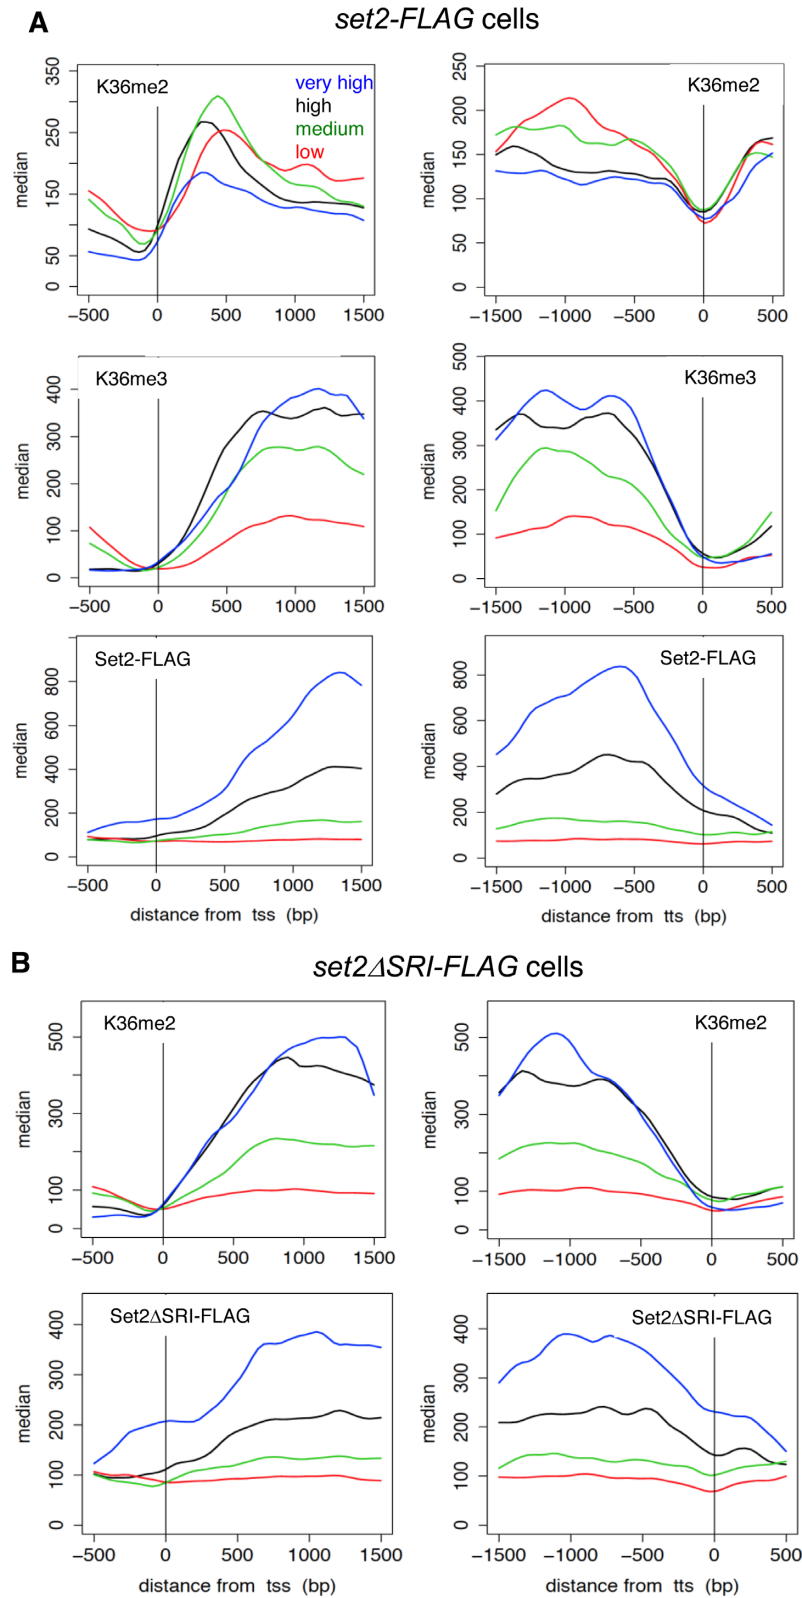 A
set2-FLAG cells
K36me2
very high
high
medium
low
median
350
250
150
50
0
−500 0 500 1000 1500
K36me2
median
250
200
150
100
50
0
−1500 −1000 −500 0 500
K36me3
median
400
300
200
100
0
−500 0 500 1000 1500
K36me3
median
500
400
300
200
100
0
−1500 −1000 −500 0 500
Set2-FLAG
median
800
600
400
200
0
−500 0 500 1000 1500
distance from tss (bp)
Set2-FLAG
median
800
600
400
200
0
−1500 −1000 −500 0 500
distance from tts (bp)
B
set2ΔSRI-FLAG cells
K36me2
median
500
300
100
0
−500 0 500 1000 1500
K36me2
median
500
300
100
0
−1500 −1000 −500 0 500
Set2ΔSRI-FLAG
median
400
300
200
100
0
−500 0 500 1000 1500
distance from tss (bp)
Set2ΔSRI-FLAG
median
400
300
200
100
0
−1500 −1000 −500 0 500
distance from tts (bp)